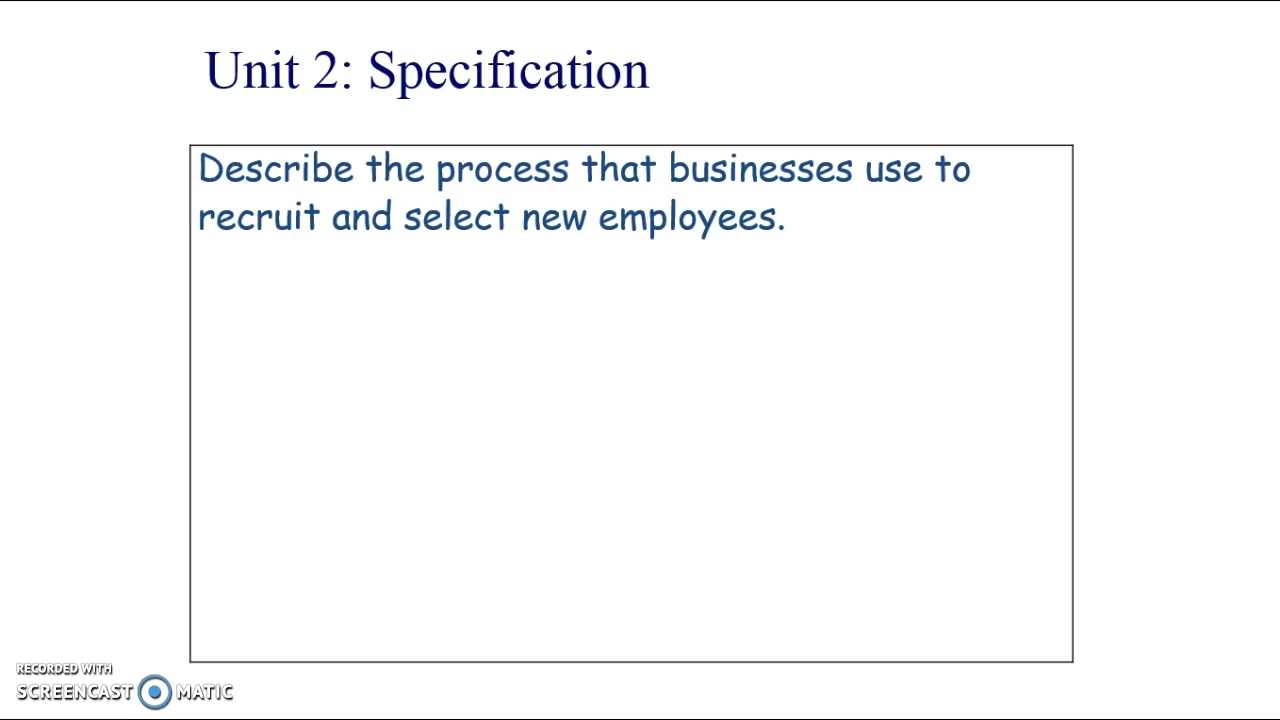 Unit 2: Specification
Describe the process that businesses use to
recruit and select new employees.
RECORDED WITH
SCREENCAST MATIC